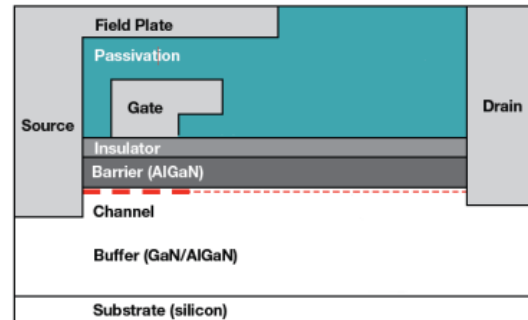 Field Plate
Passivation
Gate
Source
Drain
Insulator
Barrier (AlGaN)
Channel
Buffer (GaN/AlGaN)
Substrate (silicon)